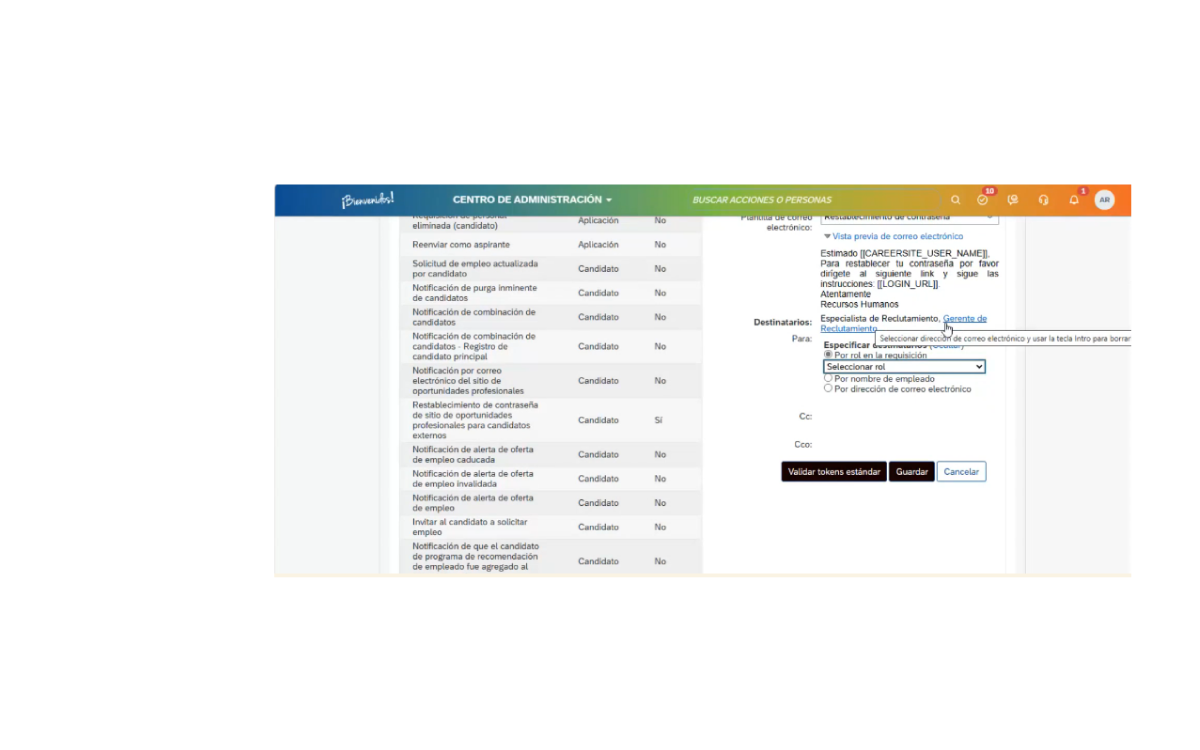 ¡Bienvenidos!
CENTRO DE ADMINISTRACIÓN
BUSCAR ACCIONES O PERSONAS
10
1
AR
Requisición de personal
eliminada (candidato)
Aplicación
No
Reenviar como aspirante
Aplicación
No
Solicitud de empleo actualizada
por candidato
Candidato
No
Notificación de purga inminente
de candidatos
Candidato
No
Notificación de combinación de
candidatos
Candidato
No
Notificación de combinación de
candidatos - Registro de
candidato principal
Candidato
No
Notificación por correo
electrónico del sitio de
oportunidades profesionales
Candidato
No
Restablecimiento de contraseña
de sitio de oportunidades
profesionales para candidatos
externos
Candidato
Sí
Notificación de alerta de oferta
de empleo caducada
Candidato
No
Notificación de alerta de oferta
de empleo invalidada
Candidato
No
Notificación de alerta de oferta
de empleo
Candidato
No
Invitar al candidato a solicitar
empleo
Candidato
No
Notificación de que el candidato
de programa de recomendación
de empleado fue agregado al
Candidato
No
Plantilla de correo
electrónico:
Restablecimiento de contraseña
Vista previa de correo electrónico
Estimado [[CAREERSITE_USER_NAME]],
Para restablecer tu contraseña por favor
dirígete al siguiente link y sigue las
instrucciones: [[LOGIN_URL]].
Atentamente
Recursos Humanos
Destinatarios:
Especialista de Reclutamiento, Gerente de
Reclutamiento
Para:
Seleccionar dirección de correo electrónico y usar la tecla Intro para borrar
Especificar destinatarios (Ocultar)
Por rol en la requisición
Seleccionar rol
Por nombre de empleado
Por dirección de correo electrónico
Cc:
Cco:
Validar tokens estándar
Guardar
Cancelar